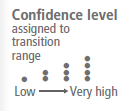 Confidence level
assigned to
transition
range
Low Very high